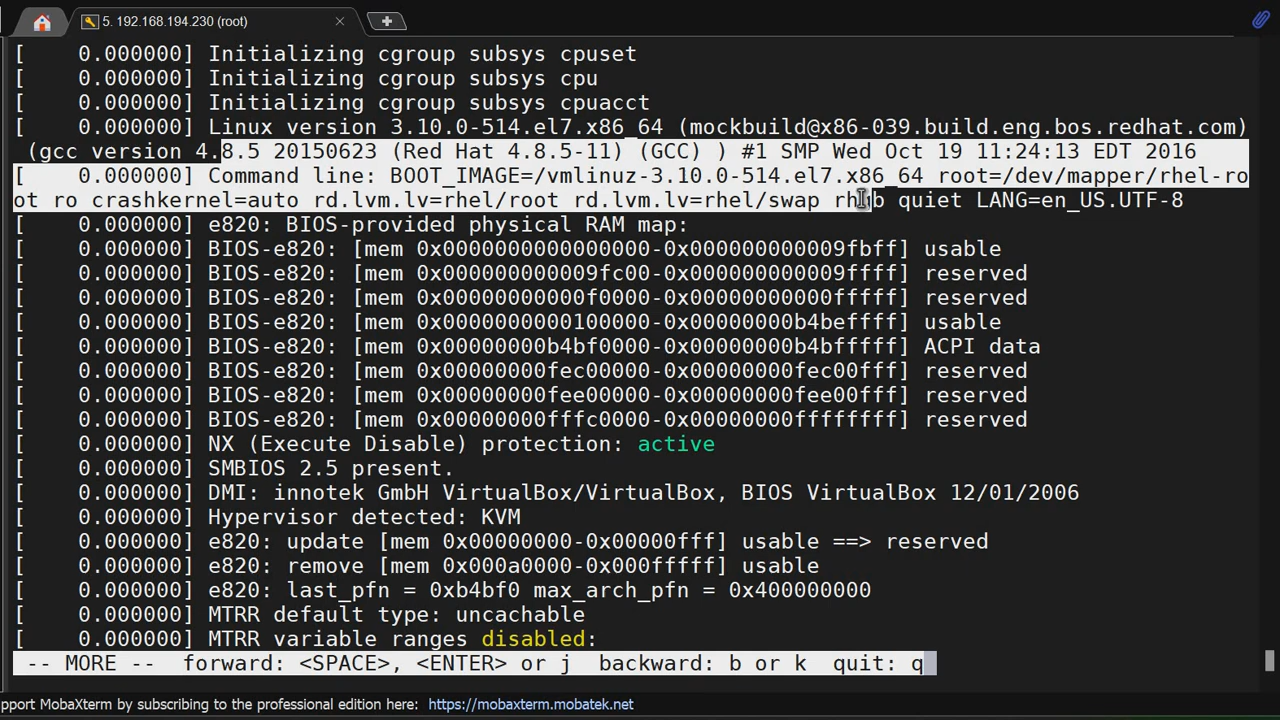 5. 192.168.194.230 (root)
[    0.000000] Initializing cgroup subsys cpuset
[    0.000000] Initializing cgroup subsys cpu
[    0.000000] Initializing cgroup subsys cpuacct
[    0.000000] Linux version 3.10.0-514.el7.x86_64 (mockbuild@x86-039.build.eng.bos.redhat.com)
(gcc version 4.8.5 20150623 (Red Hat 4.8.5-11) (GCC) ) #1 SMP Wed Oct 19 11:24:13 EDT 2016
[    0.000000] Command line: BOOT_IMAGE=/vmlinuz-3.10.0-514.el7.x86_64 root=/dev/mapper/rhel-ro
ot ro crashkernel=auto rd.lvm.lv=rhel/root rd.lvm.lv=rhel/swap rhgb quiet LANG=en_US.UTF-8
[    0.000000] e820: BIOS-provided physical RAM map:
[    0.000000] BIOS-e820: [mem 0x0000000000000000-0x000000000009fbff] usable
[    0.000000] BIOS-e820: [mem 0x000000000009fc00-0x000000000009ffff] reserved
[    0.000000] BIOS-e820: [mem 0x00000000000f0000-0x00000000000fffff] reserved
[    0.000000] BIOS-e820: [mem 0x0000000000100000-0x00000000b4beffff] usable
[    0.000000] BIOS-e820: [mem 0x00000000b4bf0000-0x00000000b4bfffff] ACPI data
[    0.000000] BIOS-e820: [mem 0x00000000fec00000-0x00000000fec00fff] reserved
[    0.000000] BIOS-e820: [mem 0x00000000fee00000-0x00000000fee00fff] reserved
[    0.000000] BIOS-e820: [mem 0x00000000fffc0000-0x00000000ffffffff] reserved
[    0.000000] NX (Execute Disable) protection: active
[    0.000000] SMBIOS 2.5 present.
[    0.000000] DMI: innotek GmbH VirtualBox/VirtualBox, BIOS VirtualBox 12/01/2006
[    0.000000] Hypervisor detected: KVM
[    0.000000] e820: update [mem 0x00000000-0x00000fff] usable ==> reserved
[    0.000000] e820: remove [mem 0x000a0000-0x000fffff] usable
[    0.000000] e820: last_pfn = 0xb4bf0 max_arch_pfn = 0x400000000
[    0.000000] MTRR default type: uncachable
[    0.000000] MTRR variable ranges disabled:
-- MORE --  forward: <SPACE>, <ENTER> or j  backward: b or k  quit: q
pport MobaXterm by subscribing to the professional edition here: https://mobaxterm.mobatek.net